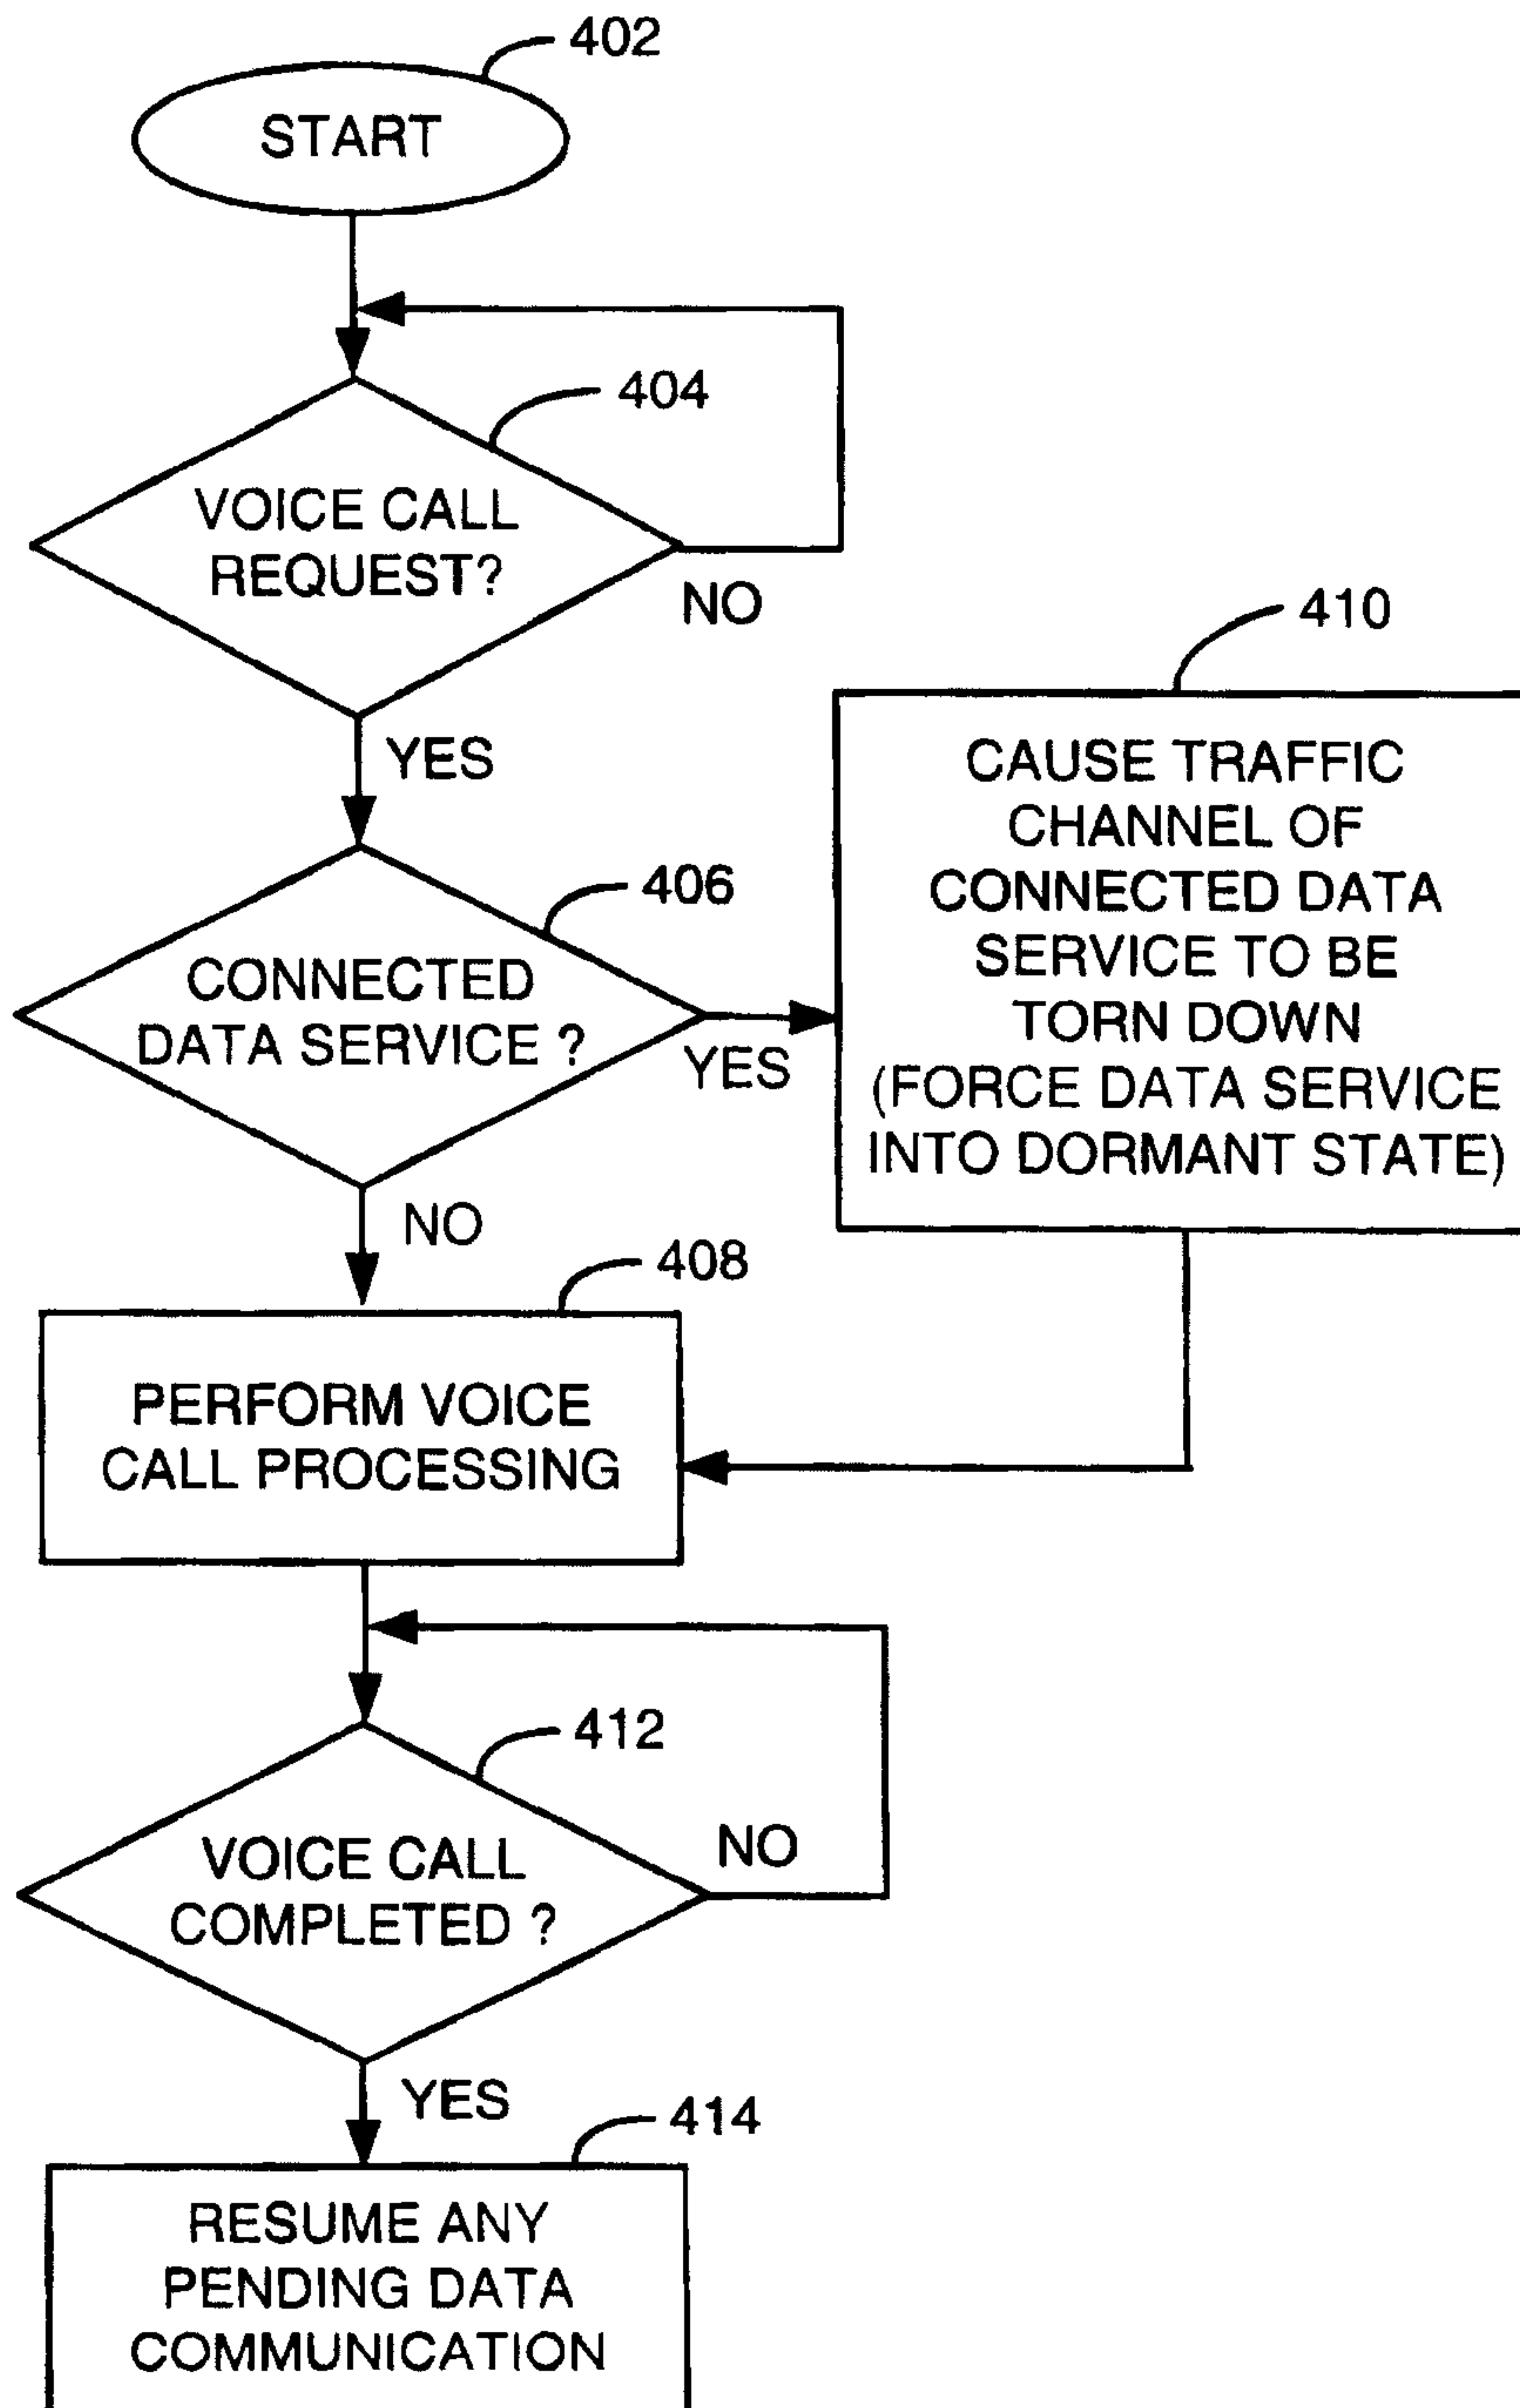 402
START
404
VOICE CALL
REQUEST?
NO
YES
406
CONNECTED
DATA SERVICE ?
YES
410
CAUSE TRAFFIC
CHANNEL OF
CONNECTED DATA
SERVICE TO BE
TORN DOWN
(FORCE DATA SERVICE
INTO DORMANT STATE)
NO
408
PERFORM VOICE
CALL PROCESSING
412
VOICE CALL
COMPLETED ?
NO
YES
414
RESUME ANY
PENDING DATA
COMMUNICATION